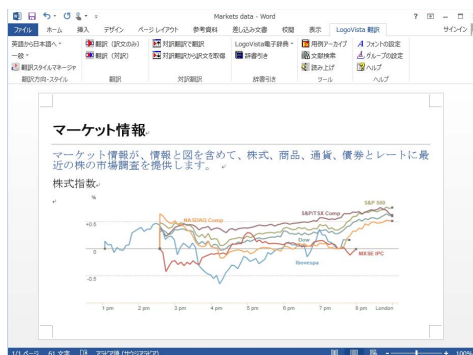 Markets data - Word
ファイル ホーム 挿入 デザイン ページ レイアウト 参考資料 差し込み文書 校閲 表示 LogoVista 翻訳 サインイン
英語から日本語へ 翻訳（訳文のみ） 対訳翻訳で翻訳 LogoVista電子辞典 用例アーカイブ フォントの設定
一般 翻訳（対訳） 対訳翻訳から訳文を取得 辞書引き 文献検索 グループの設定
翻訳スタイルマネージャ 読み上げ ヘルプ
翻訳方向-スタイル 翻訳 対訳翻訳 辞書引き ツール ヘルプ
マーケット情報
マーケット情報が、情報と図を含めて、株式、商品、通貨、債券とレートに最
近の株の市場調査を提供します。
株式指数
%
S&P 500
S&P/TSX Comp
NASDAQ Comp
+0.5
Dow
0
MXSE IPC
Bovespa
-0.5
1 pm 2 pm 3 pm 4 pm 5 pm 6 pm 7 pm 8 pm London
1/1 ページ 61 文字 100%